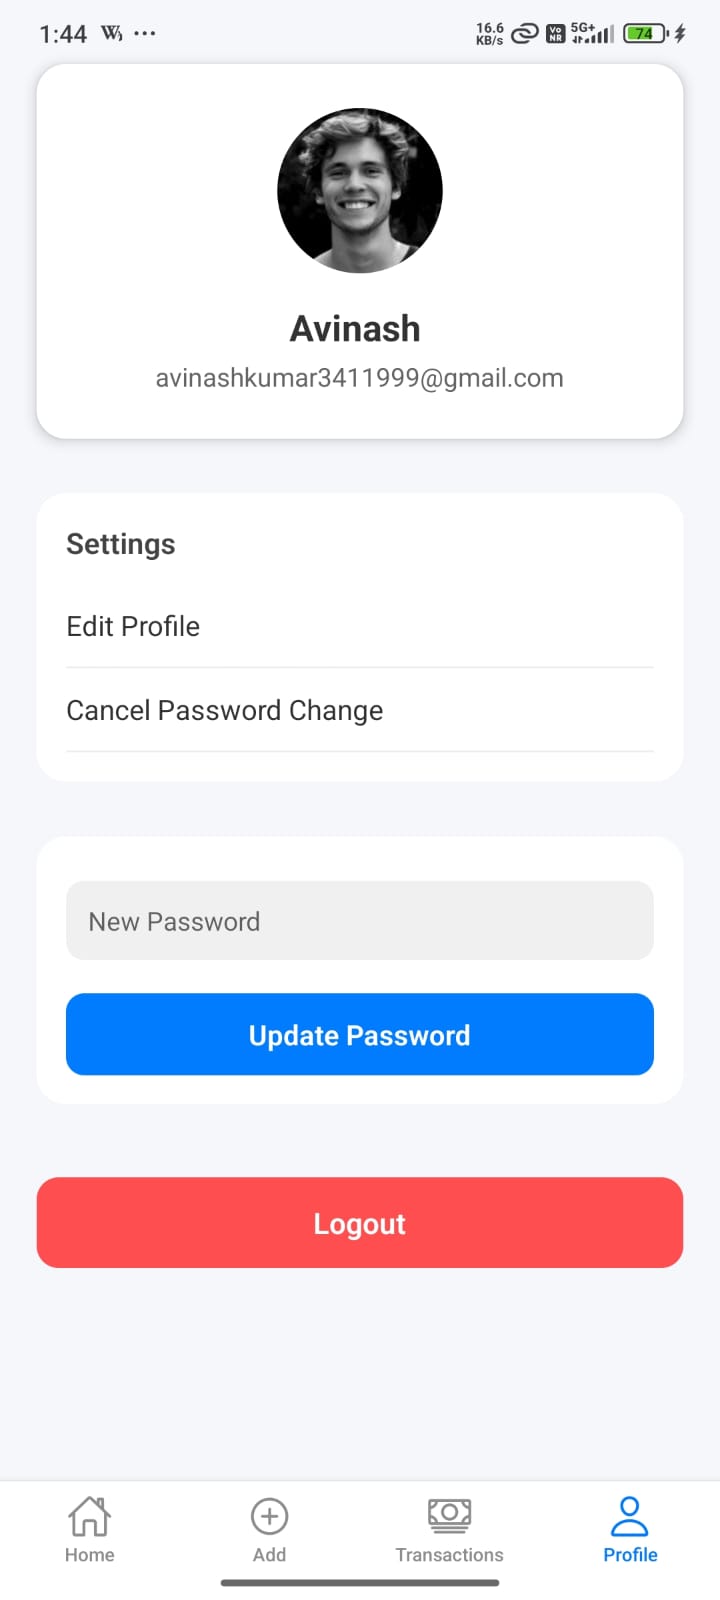 1:44 ...
16.6
KB/s
Vo
NR
5G+
74
Avinash
avinashkumar3411999@gmail.com
Settings
Edit Profile
Cancel Password Change
New Password
Update Password
Logout
Home Add Transactions Profile